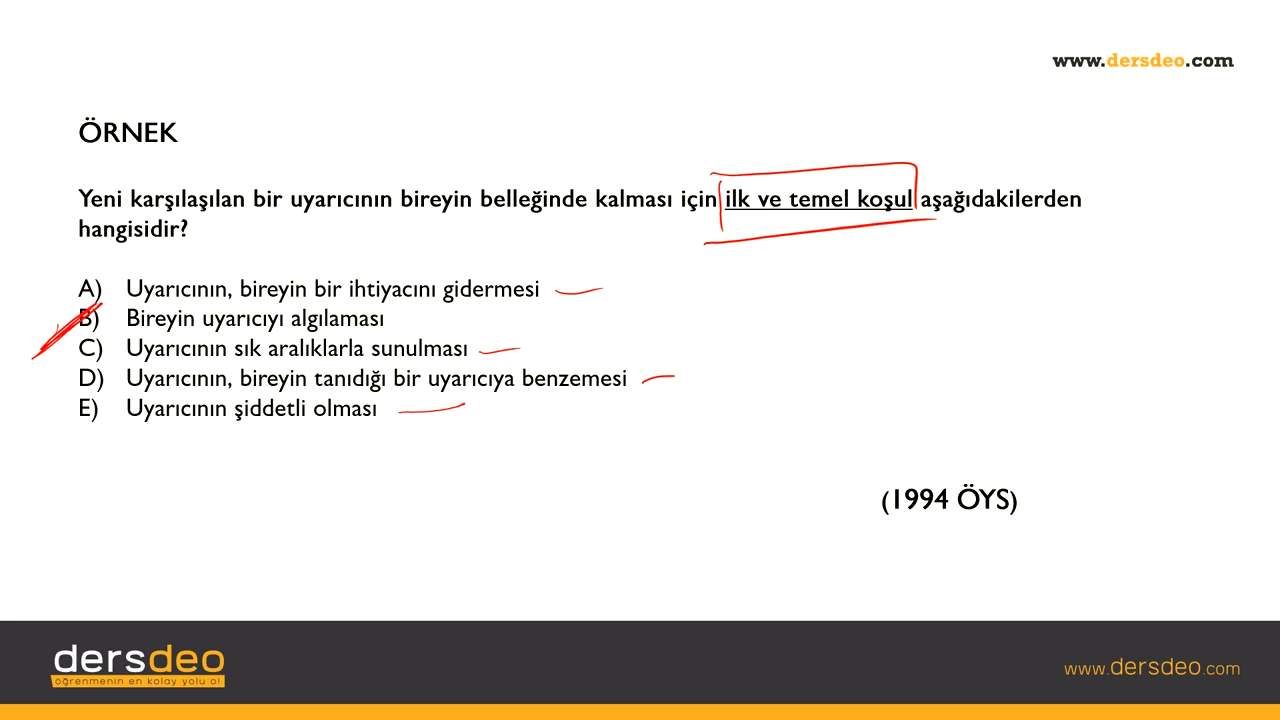 www.dersdeo.com
ÖRNEK
Yeni karşılaşılan bir uyarıcının bireyin belleğinde kalması için ilk ve temel koşul aşağıdakilerden
hangisidir?
A) Uyarıcının, bireyin bir ihtiyacını gidermesi
B) Bireyin uyarıcıyı algılaması
C) Uyarıcının sık aralıklarla sunulması
D) Uyarıcının, bireyin tanıdığı bir uyarıcıya benzemesi
E) Uyarıcının şiddetli olması
(1994 ÖYS)
dersdeo
öğrenmenin en kolay yolu o!
www.dersdeo.com